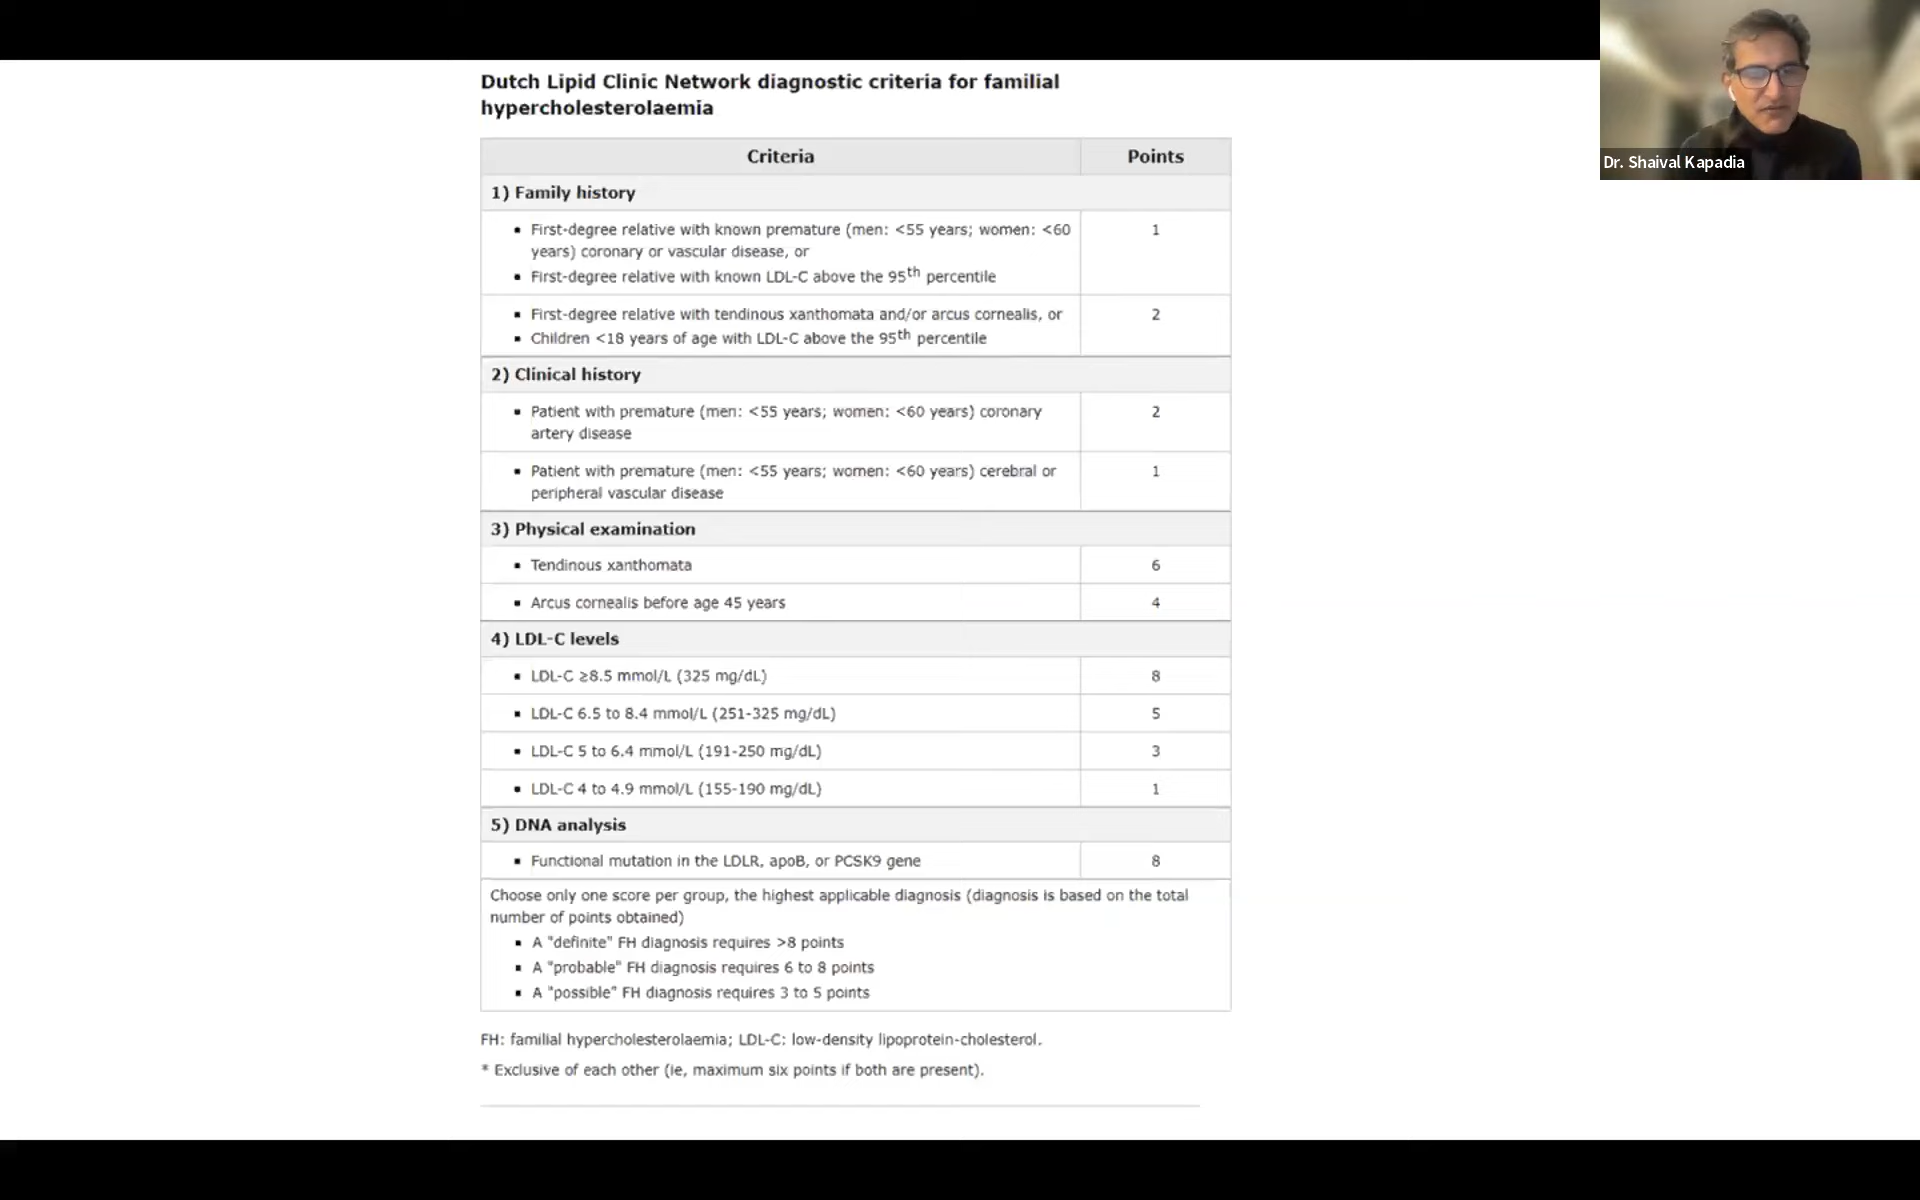 Dutch Lipid Clinic Network diagnostic criteria for familial
hypercholesterolaemia
Criteria Points
1) Family history
▪ First-degree relative with known premature (men: <55 years; women: <60 1
years) coronary or vascular disease, or
▪ First-degree relative with known LDL-C above the 95th percentile
▪ First-degree relative with tendinous xanthomata and/or arcus cornealis, or 2
▪ Children <18 years of age with LDL-C above the 95th percentile
2) Clinical history
▪ Patient with premature (men: <55 years; women: <60 years) coronary 2
artery disease
▪ Patient with premature (men: <55 years; women: <60 years) cerebral or 1
peripheral vascular disease
3) Physical examination
▪ Tendinous xanthomata 6
▪ Arcus cornealis before age 45 years 4
4) LDL-C levels
▪ LDL-C ≥8.5 mmol/L (325 mg/dL) 8
▪ LDL-C 6.5 to 8.4 mmol/L (251-325 mg/dL) 5
▪ LDL-C 5 to 6.4 mmol/L (191-250 mg/dL) 3
▪ LDL-C 4 to 4.9 mmol/L (155-190 mg/dL) 1
5) DNA analysis
▪ Functional mutation in the LDLR, apoB, or PCSK9 gene 8
Choose only one score per group, the highest applicable diagnosis (diagnosis is based on the total
number of points obtained)
▪ A "definite" FH diagnosis requires >8 points
▪ A "probable" FH diagnosis requires 6 to 8 points
▪ A "possible" FH diagnosis requires 3 to 5 points
FH: familial hypercholesterolaemia; LDL-C: low-density lipoprotein-cholesterol.
* Exclusive of each other (ie, maximum six points if both are present).
Dr. Shaival Kapadia